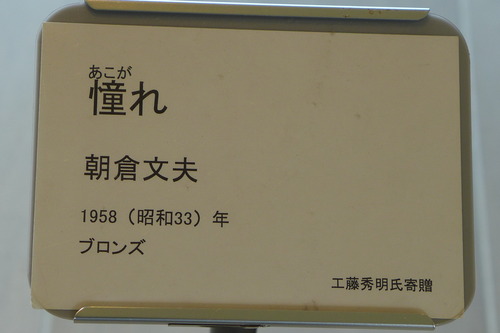 あこが
憧れ
朝倉文夫
1958（昭和33）年
ブロンズ
工藤秀明氏寄贈